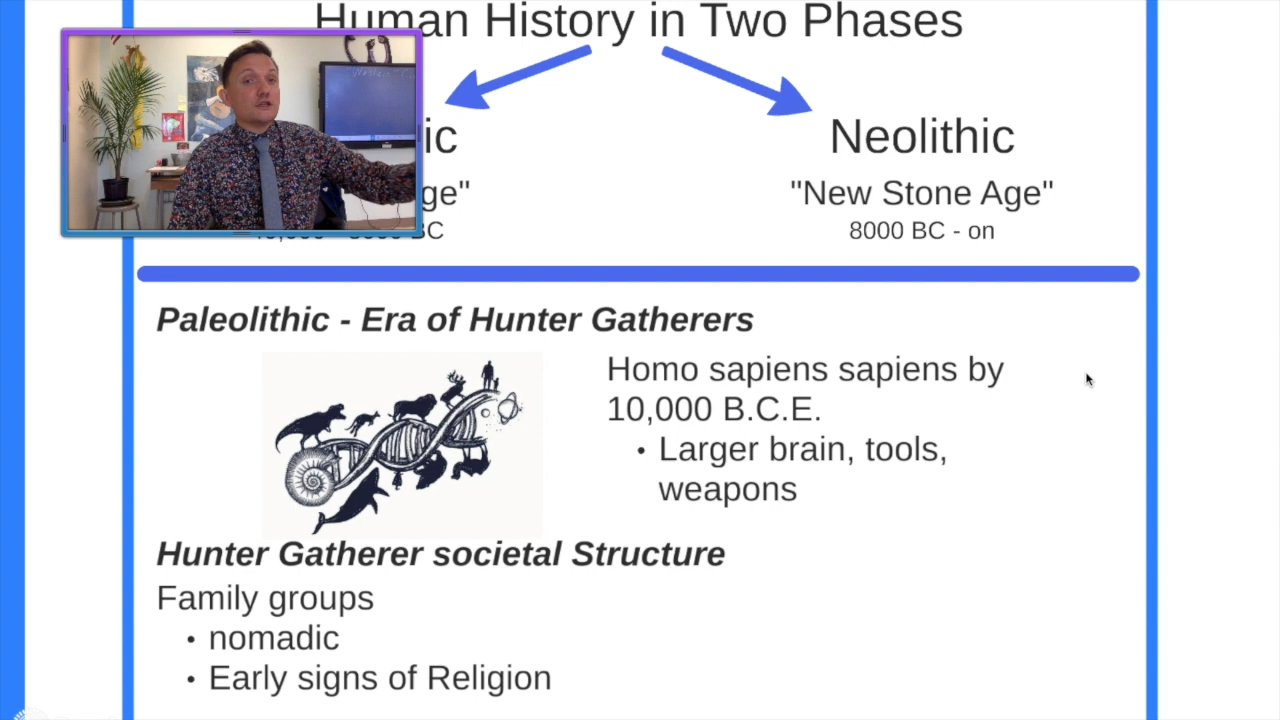 Human History in Two Phases
Neolithic
"New Stone Age"
8000 BC - on
Paleolithic - Era of Hunter Gatherers
Homo sapiens sapiens by
10,000 B.C.E.
• Larger brain, tools,
weapons
Hunter Gatherer societal Structure
Family groups
• nomadic
• Early signs of Religion